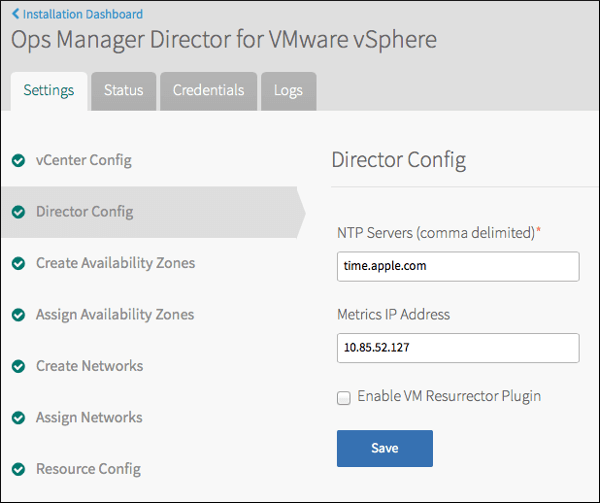 Installation Dashboard
Ops Manager Director for VMware vSphere
Settings
Status
Credentials
Logs
vCenter Config
Director Config
Create Availability Zones
Assign Availability Zones
Create Networks
Assign Networks
Resource Config
Director Config
NTP Servers (comma delimited)*
time.apple.com
Metrics IP Address
10.85.52.127
Enable VM Resurrector Plugin
Save